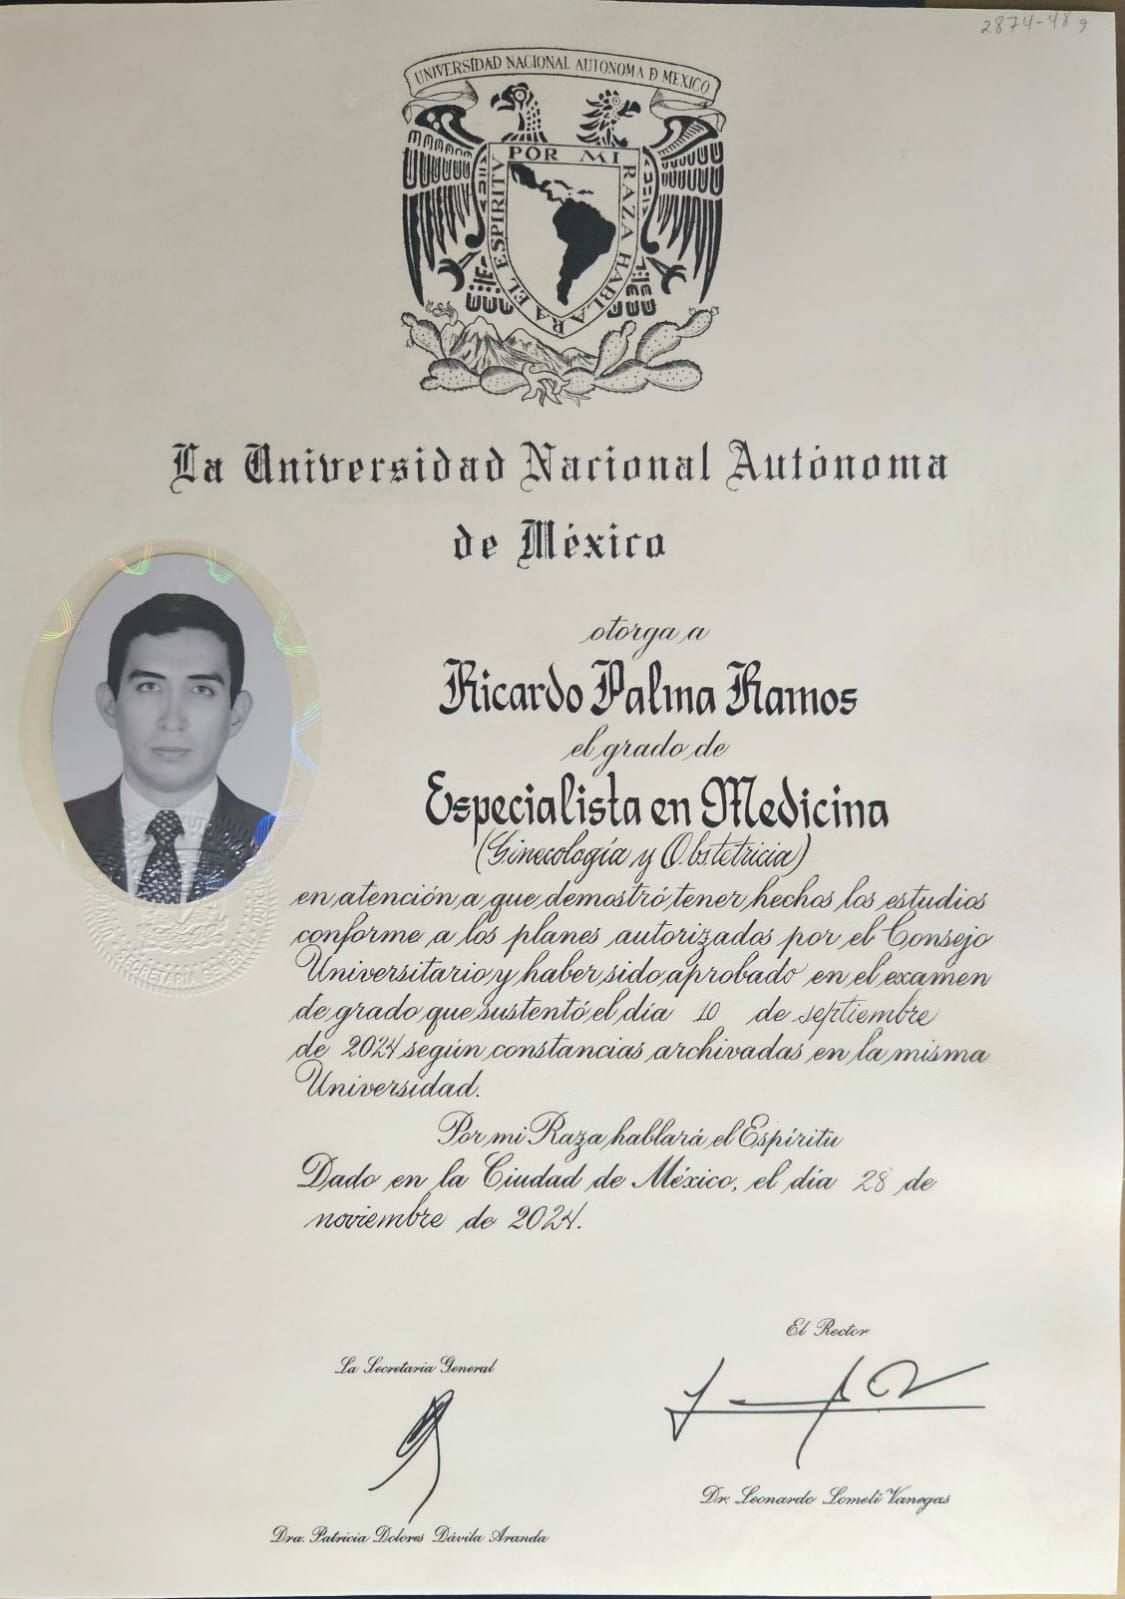 2874-48 9
UNIVERSIDAD NACIONAL AUTONOMA D MEXICO
POR MI RAZA HABLARA EL ESPIRITV
La Universidad Nacional Autónoma
de México
otorga a
Ricardo Palma Ramos
el grado de
Especialista en Medicina
(Ginecología y Obstetricia)
en atención a que demostró tener hechos los estudios
conforme a los planes autorizados por el Consejo
Universitario y haber sido aprobado en el examen
de grado que sustentó el día 10 de septiembre
de 2024 según constancias archivadas en la misma
Universidad.
Por mi Raza hablará el Espíritu
Dado en la Ciudad de México, el día 28 de
noviembre de 2024.
El Rector
La Secretaria General
Dr. Leonardo Lomelí Vanegas
Dra. Patricia Dolores Dávila Aranda
SECRETARIA GENERAL